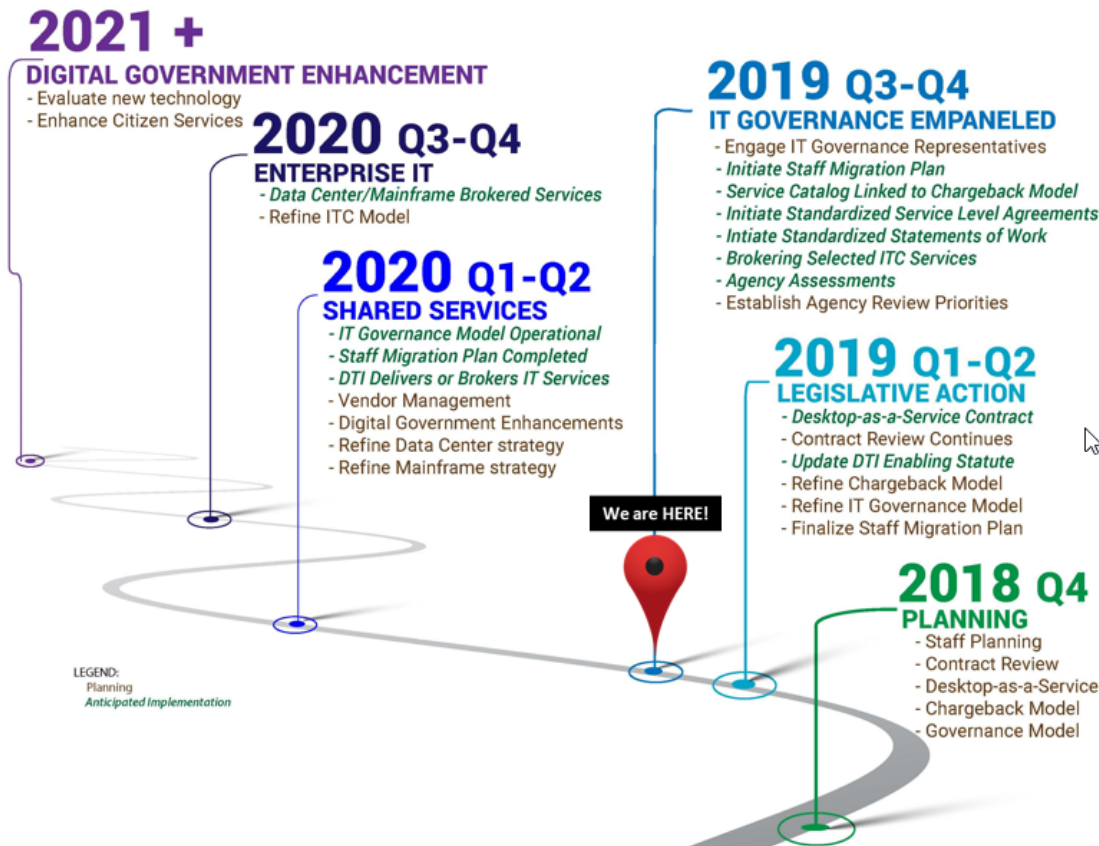 2021 +
DIGITAL GOVERNMENT ENHANCEMENT
- Evaluate new technology
- Enhance Citizen Services
2020 Q3-Q4
ENTERPRISE IT
- Data Center/Mainframe Brokered Services
- Refine ITC Model
2020 Q1-Q2
SHARED SERVICES
- IT Governance Model Operational
- Staff Migration Plan Completed
- DTI Delivers or Brokers IT Services
- Vendor Management
- Digital Government Enhancements
- Refine Data Center strategy
- Refine Mainframe strategy
2019 Q3-Q4
IT GOVERNANCE EMPANELED
- Engage IT Governance Representatives
- Initiate Staff Migration Plan
- Service Catalog Linked to Chargeback Model
- Initiate Standardized Service Level Agreements
- Intiate Standardized Statements of Work
- Brokering Selected ITC Services
- Agency Assessments
- Establish Agency Review Priorities
2019 Q1-Q2
LEGISLATIVE ACTION
- Desktop-as-a-Service Contract
- Contract Review Continues
- Update DTI Enabling Statute
- Refine Chargeback Model
- Refine IT Governance Model
- Finalize Staff Migration Plan
We are HERE!
2018 Q4
PLANNING
- Staff Planning
- Contract Review
- Desktop-as-a-Service
- Chargeback Model
- Governance Model
LEGEND:
Planning
Anticipated Implementation